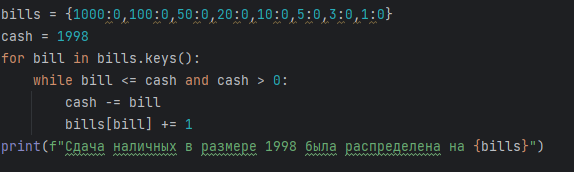 bills = {1000:0,100:0,50:0,20:0,10:0,5:0,3:0,1:0}
cash = 1998
for bill in bills.keys():
    while bill <= cash and cash > 0:
        cash -= bill
        bills[bill] += 1
print(f"Сдача наличных в размере 1998 была распределена на {bills}")